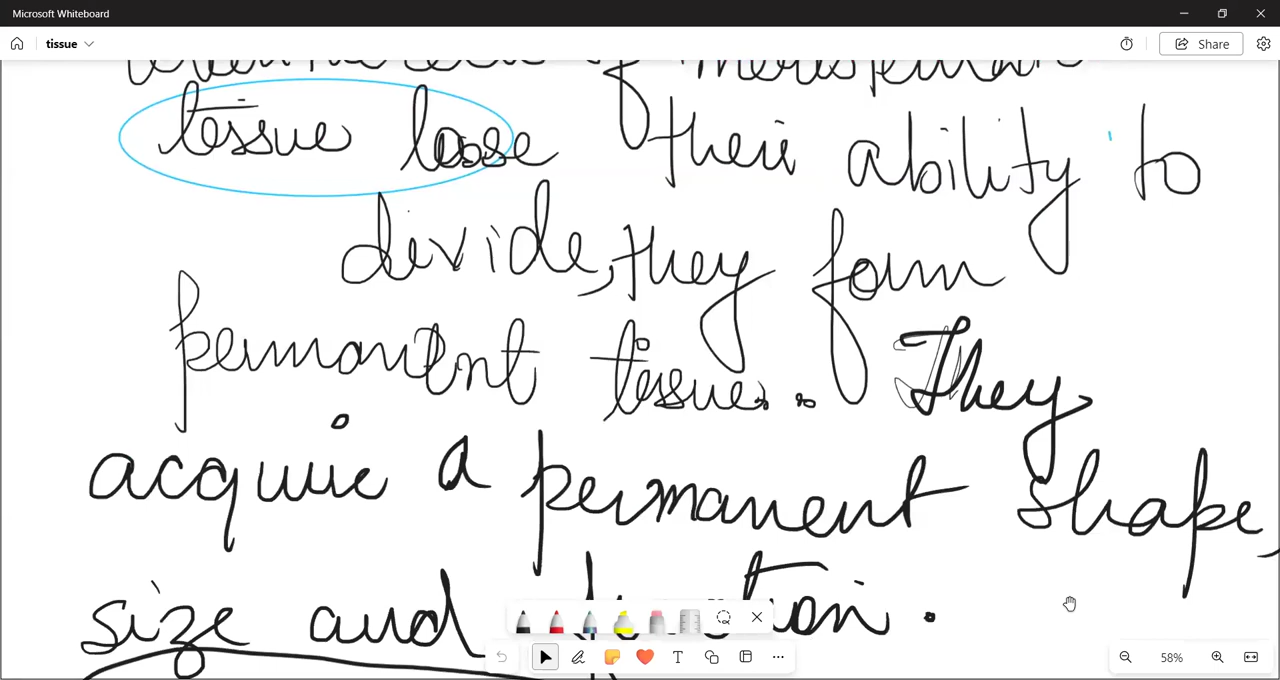 Microsoft Whiteboard
tissue
Share
tissue lose their ability to
divide, they form
permanent tissue. They
acquire a permanent shape,
size and function.
58%